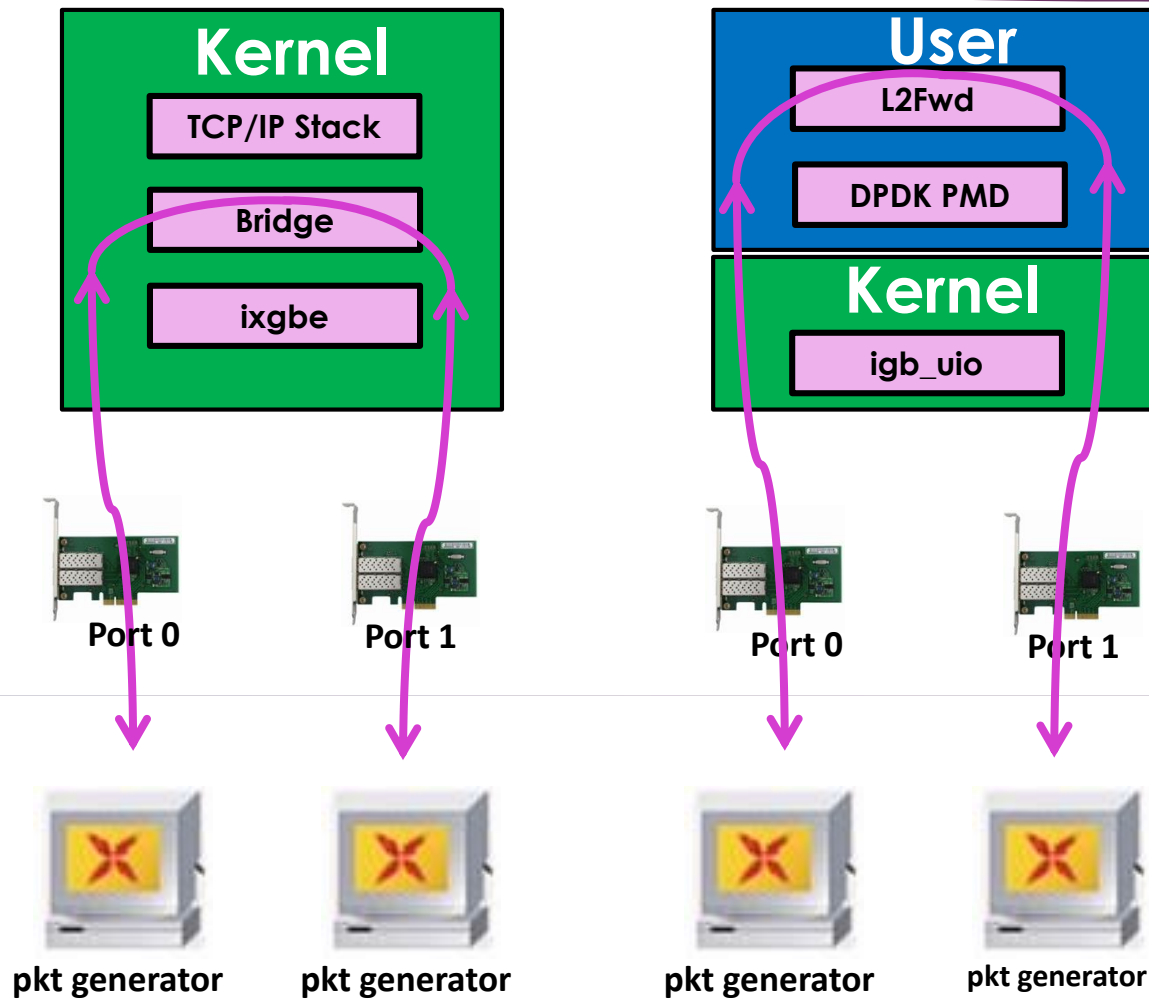 Kernel
TCP/IP Stack
Bridge
ixgbe
Port 0
Port 1
pkt generator
pkt generator
User
L2Fwd
DPDK PMD
Kernel
igb_uio
Port 0
Port 1
pkt generator
pkt generator